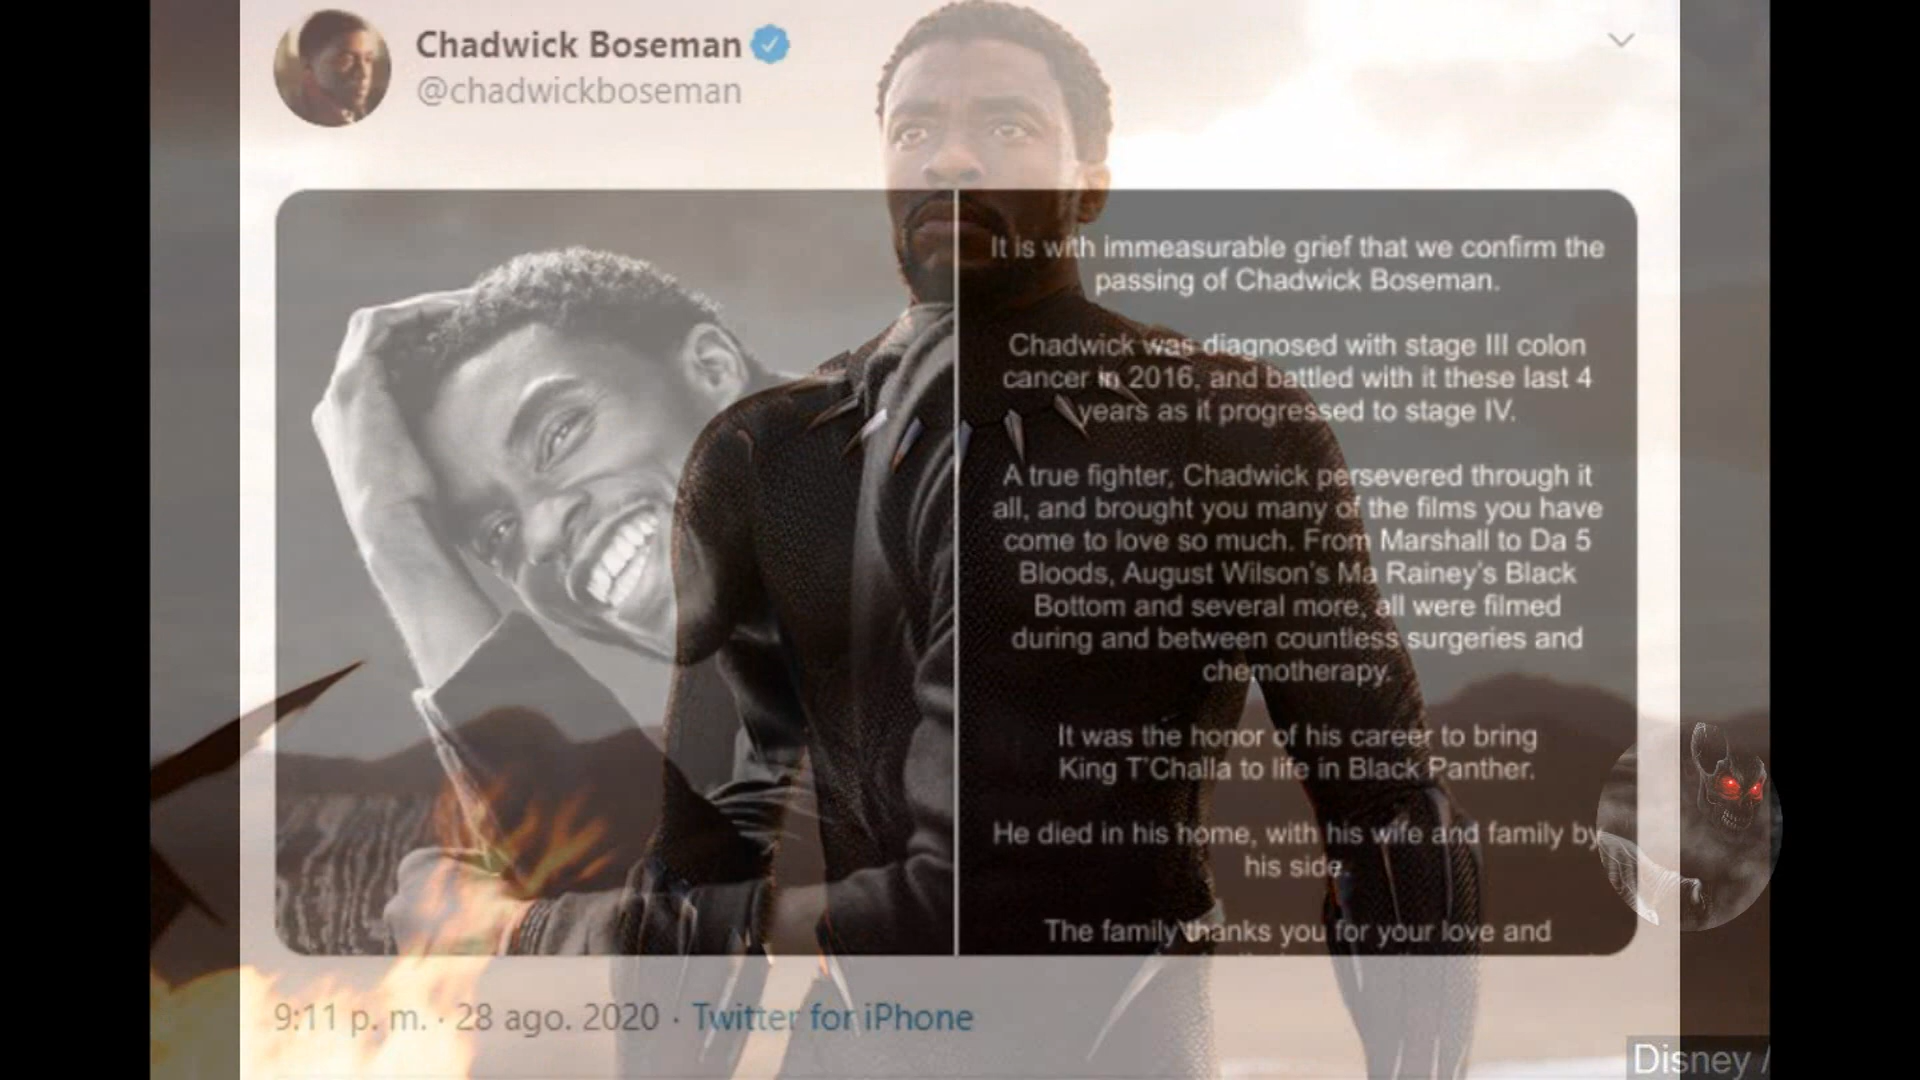 Chadwick Boseman
@chadwickboseman
It is with immeasurable grief that we confirm the
passing of Chadwick Boseman.
Chadwick was diagnosed with stage III colon
cancer in 2016, and battled with it these last 4
years as it progressed to stage IV.
A true fighter, Chadwick persevered through it
all, and brought you many of the films you have
come to love so much. From Marshall to Da 5
Bloods, August Wilson's Ma Rainey's Black
Bottom and several more, all were filmed
during and between countless surgeries and
chemotherapy.
It was the honor of his career to bring
King T'Challa to life in Black Panther.
He died in his home, with his wife and family by
his side.
The family thanks you for your love and
9:11 p. m. · 28 ago. 2020 · Twitter for iPhone
Disney /